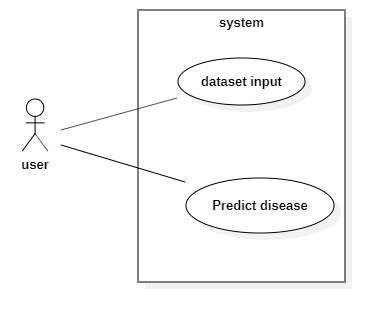 system
dataset input
user
Predict disease